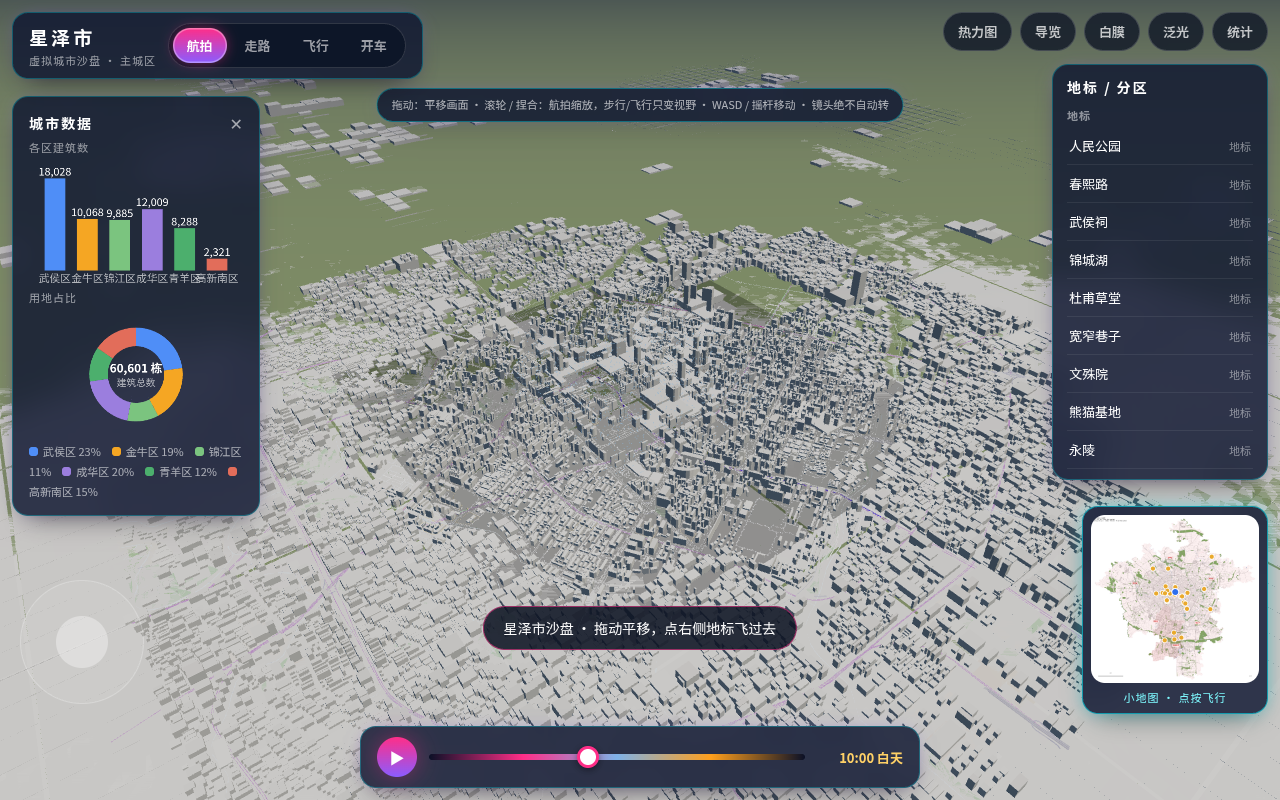 星泽市
虚拟城市沙盘 · 主城区
航拍 走路 飞行 开车
热力图 导览 白膜 泛光 统计
拖动：平移画面 · 滚轮 / 捏合：航拍缩放，步行/飞行只变视野 · WASD / 摇杆移动 · 镜头绝不自动转
城市数据 ✕
各区建筑数
18,028 10,068 9,885 12,009 8,288 2,321
武侯区 金牛区 锦江区 成华区 青羊区 高新南区
用地占比
60,601 栋
建筑总数
武侯区 23% 金牛区 19% 锦江区
11% 成华区 20% 青羊区 12%
高新南区 15%
地标 / 分区
地标
人民公园 地标
春熙路 地标
武侯祠 地标
锦城湖 地标
杜甫草堂 地标
宽窄巷子 地标
文殊院 地标
熊猫基地 地标
永陵 地标
小地图 · 点按飞行
星泽市沙盘 · 拖动平移，点右侧地标飞过去
10:00 白天